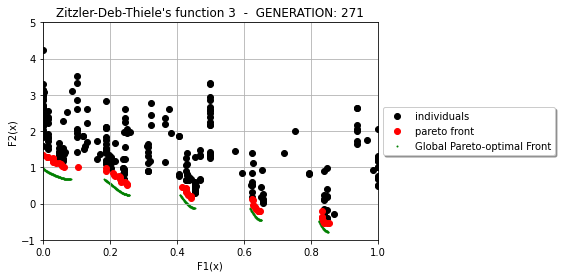 Zitzler-Deb-Thiele's function 3  -  GENERATION: 271
5
4
3
2
1
0
−1
F2(x)
0.0 0.2 0.4 0.6 0.8 1.0
F1(x)
individuals
pareto front
Global Pareto-optimal Front